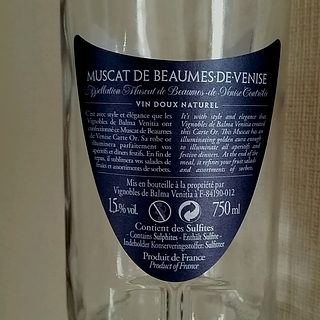 MUSCAT DE BEAUMES-DE-VENISE
Appellation Muscat de Beaumes-de-Venise Contrôlée
VIN DOUX NATUREL
C'est avec style et élégance que les
Vignobles de Balma Venitia ont
confectionné ce Muscat de Beaumes
de Venise Carte Or. Sa robe or
illuminera parfaitement vos
apéritifs et dîners festifs. En fin de
repas, il sublimera vos salades de
fruits et assortiments de sorbets.
It's with style and elegance that
Vignobles de Balma Venitia created
this Carte Or. This Muscat has an
illuminating golden aura enough
to illuminate all aperitifs and
festive dinners. At the end of the
meal, it refines your fruit salads
and assortments of sorbets.
Mis en bouteille à la propriété par
Vignobles de Balma Venitia à F-84190-012
15% vol. 750 ml
Contient des Sulfites
- Contains Sulphites - Enthält Sulfite -
Indeholder Konserveringsstoffer: Sulfitter
Produit de France
Product of France